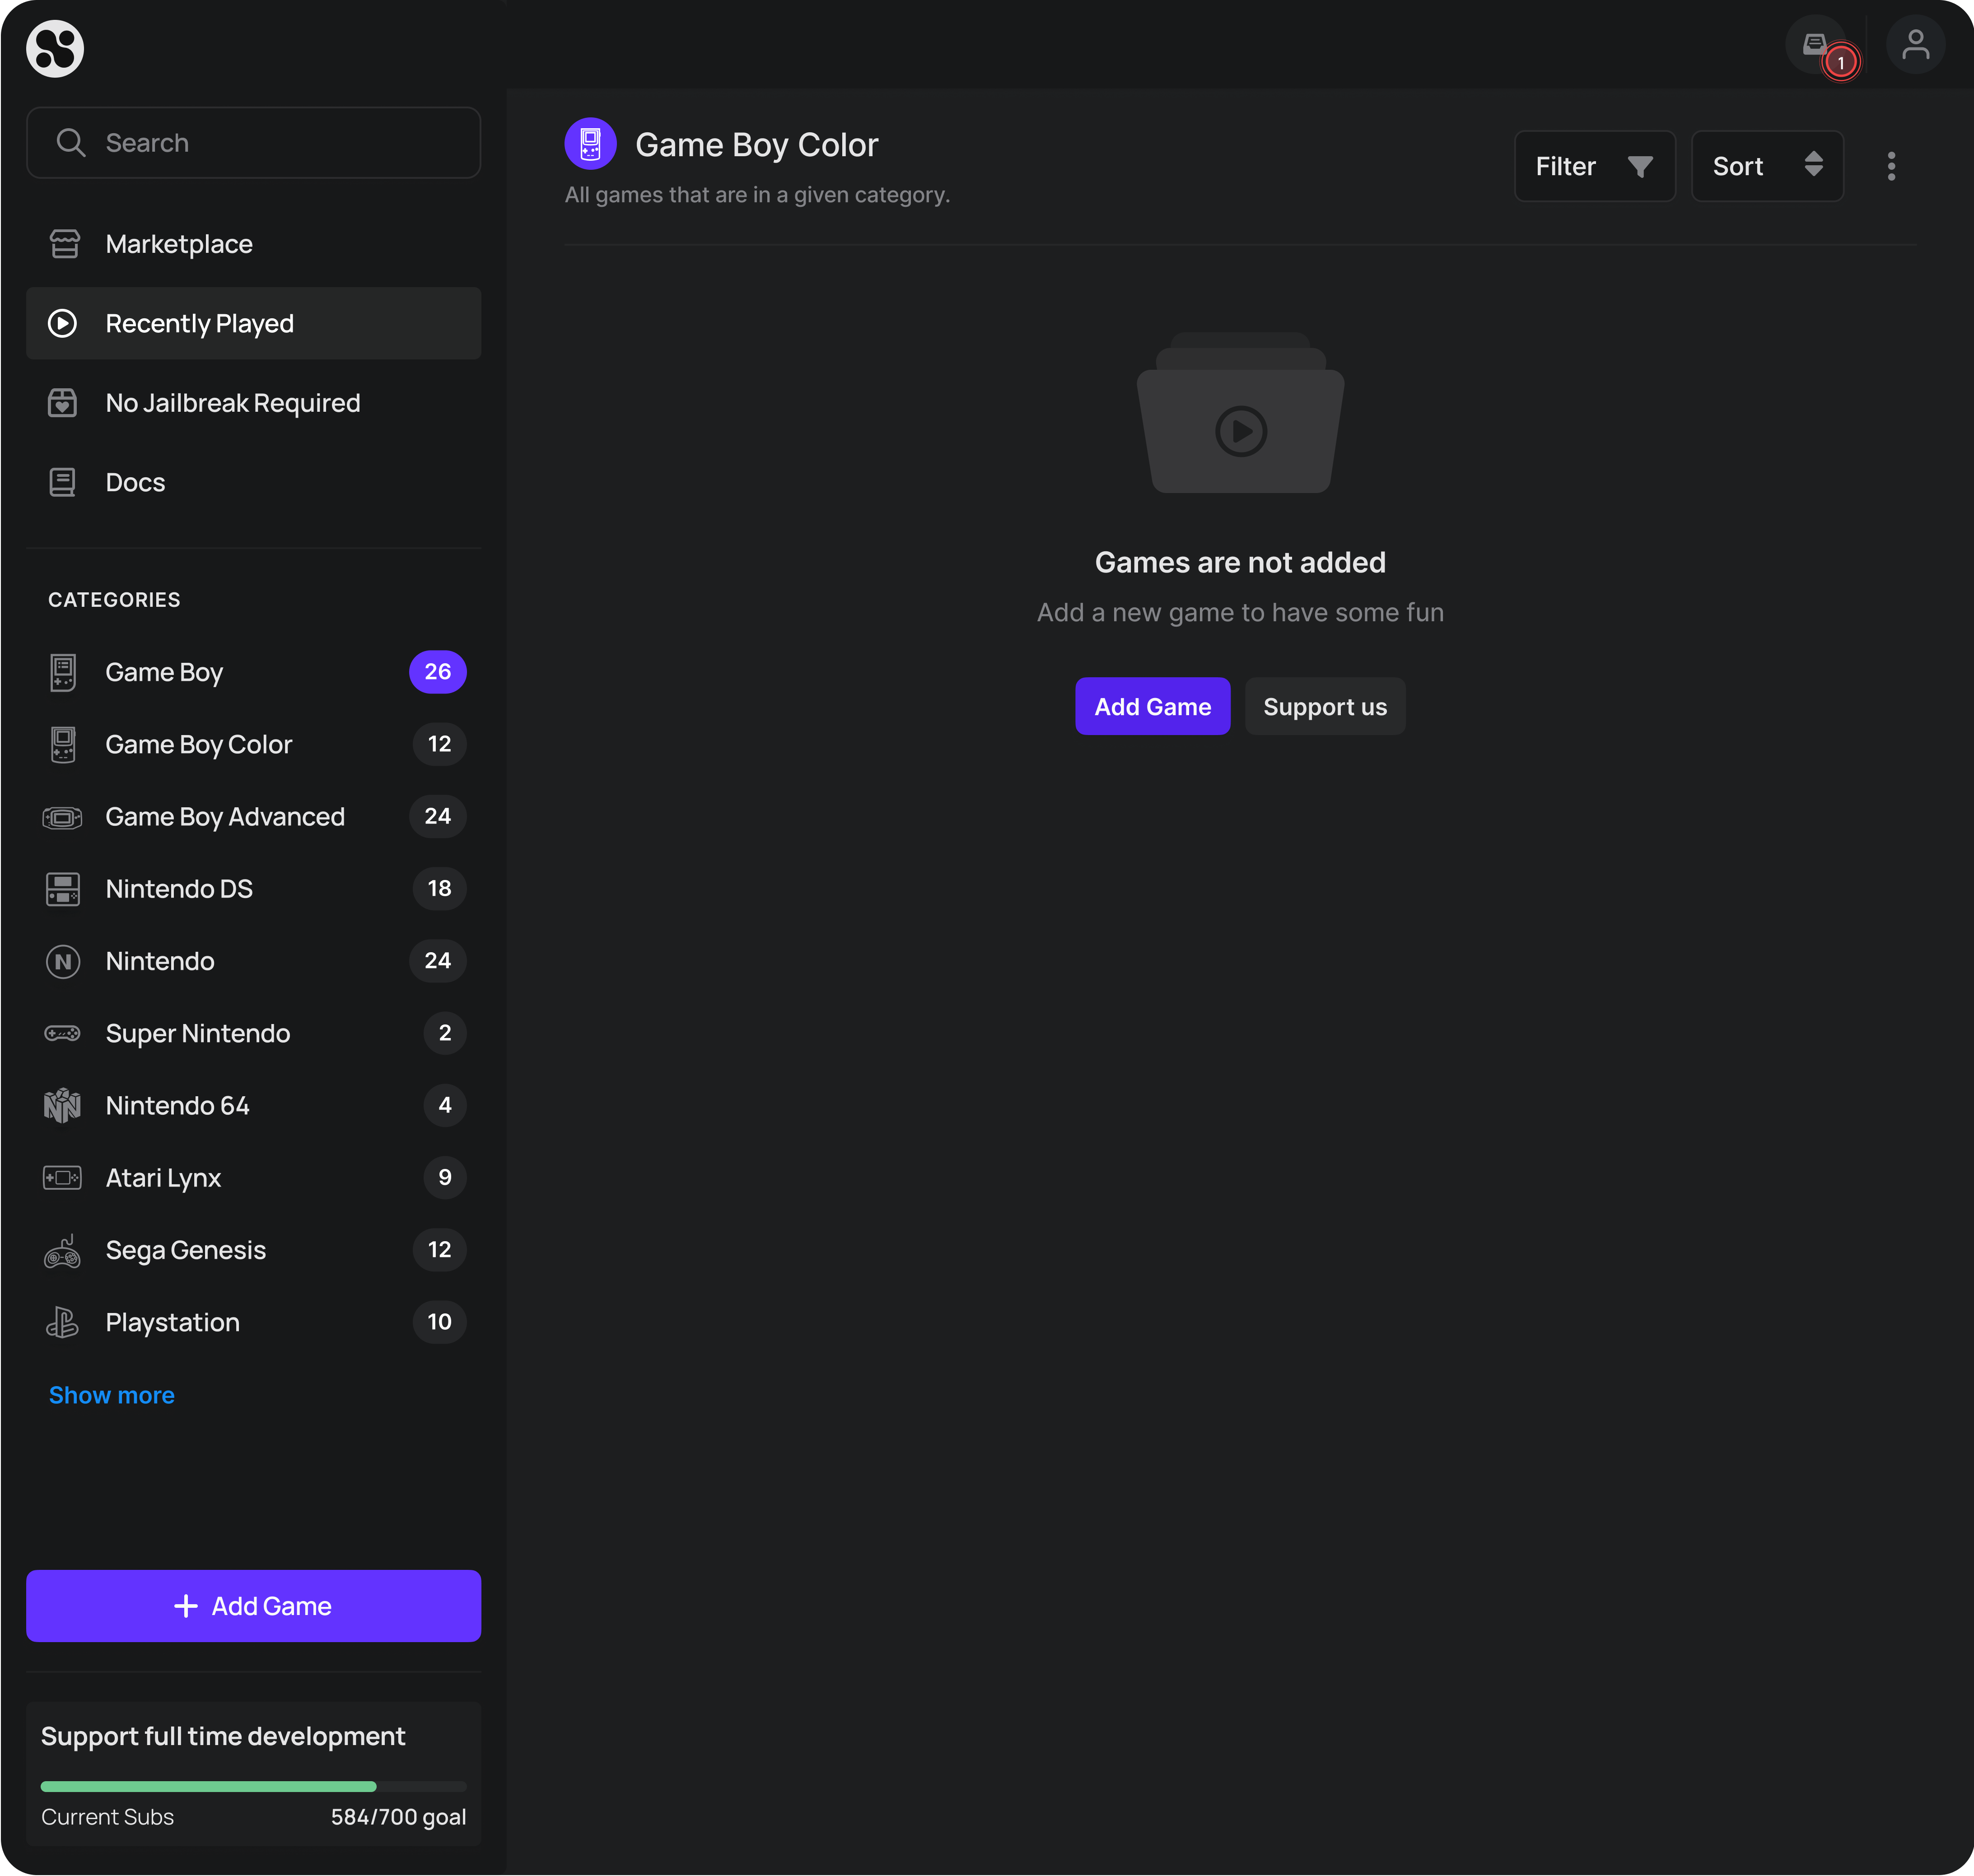 1
Search
Marketplace
Recently Played
No Jailbreak Required
Docs
CATEGORIES
Game Boy 26
Game Boy Color 12
Game Boy Advanced 24
Nintendo DS 18
N Nintendo 24
Super Nintendo 2
Nintendo 64 4
Atari Lynx 9
Sega Genesis 12
Playstation 10
Show more
Add Game
Support full time development
Current Subs 584/700 goal
Game Boy Color
All games that are in a given category.
Filter
Sort
Games are not added
Add a new game to have some fun
Add Game
Support us